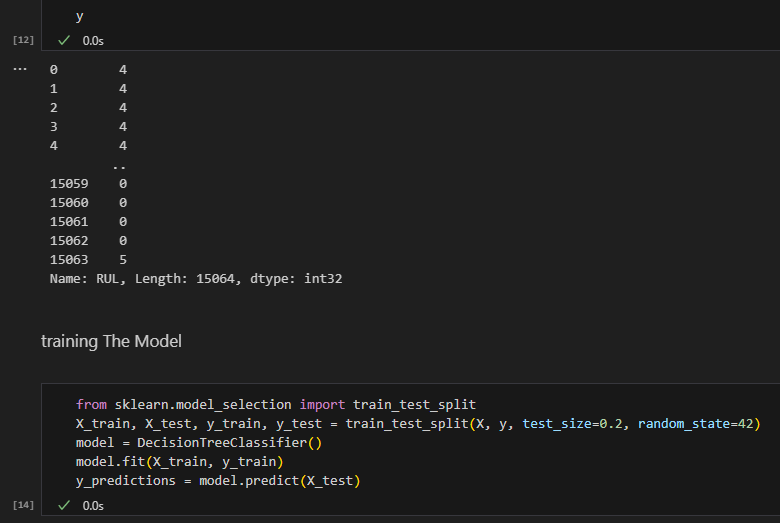 y
[12] ✓ 0.0s
... 0 4
1 4
2 4
3 4
4 4
..
15059 0
15060 0
15061 0
15062 0
15063 5
Name: RUL, Length: 15064, dtype: int32
training The Model
from sklearn.model_selection import train_test_split
X_train, X_test, y_train, y_test = train_test_split(X, y, test_size=0.2, random_state=42)
model = DecisionTreeClassifier()
model.fit(X_train, y_train)
y_predictions = model.predict(X_test)
[14] ✓ 0.0s